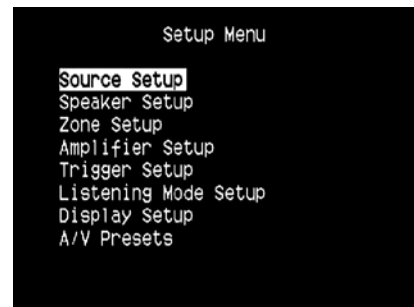 Setup Menu
Source Setup
Speaker Setup
Zone Setup
Amplifier Setup
Trigger Setup
Listening Mode Setup
Display Setup
A/V Presets